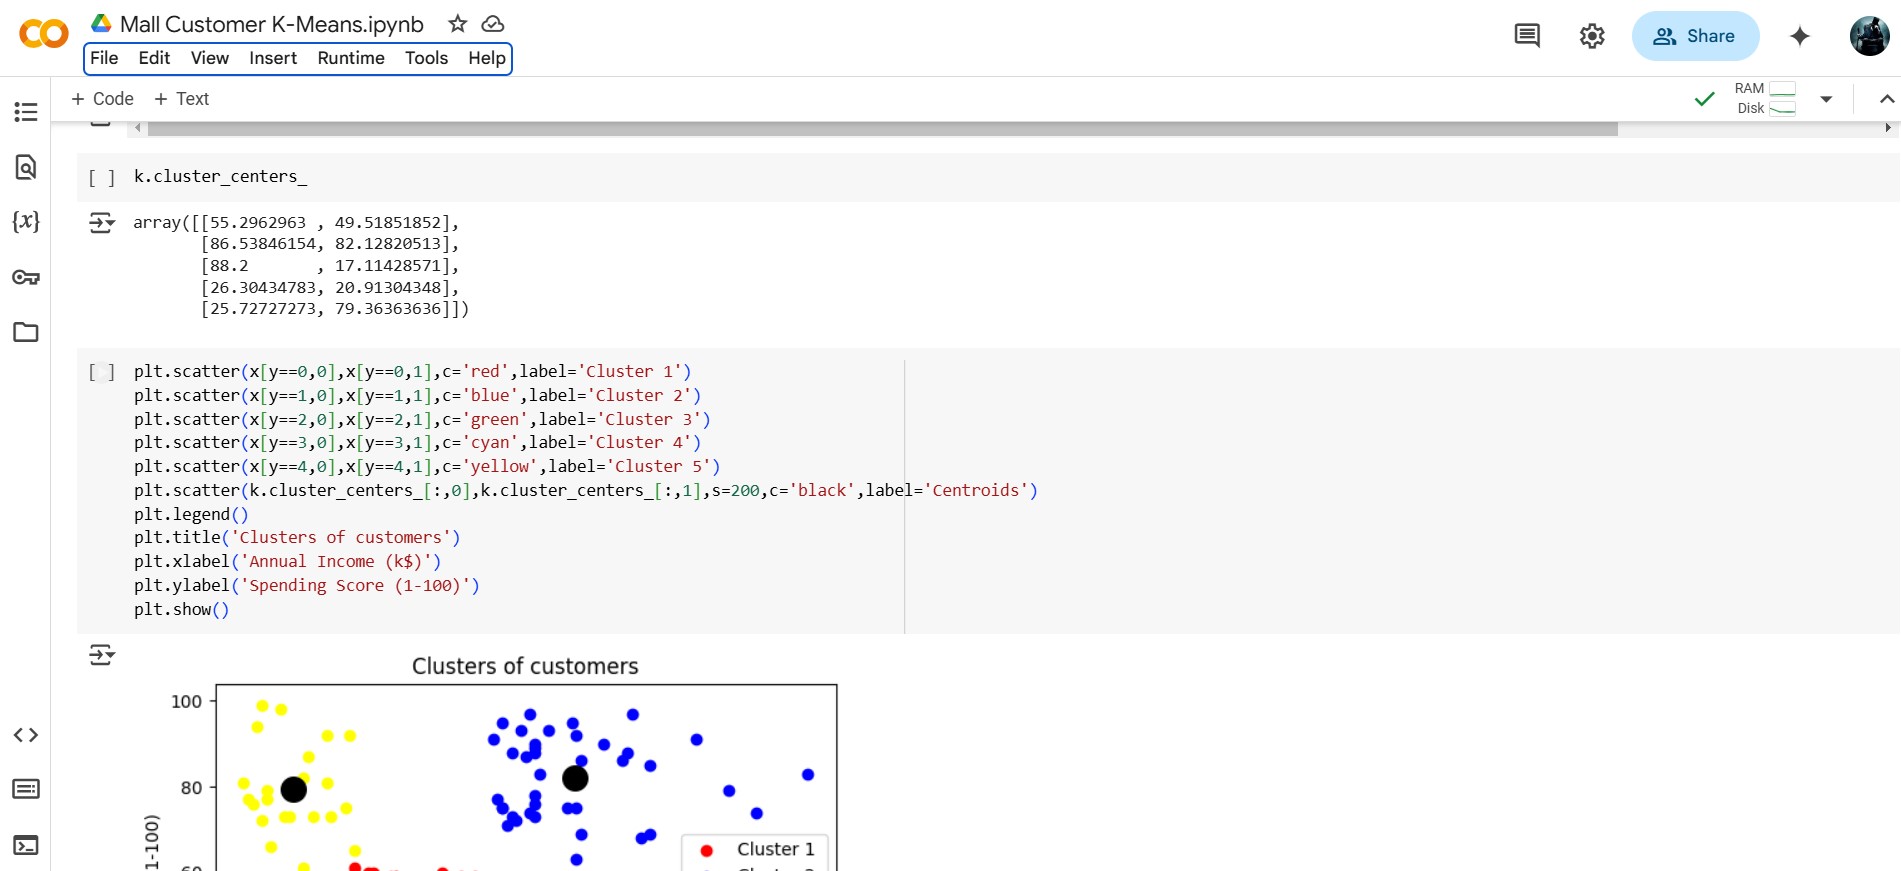 Mall Customer K-Means.ipynb
File Edit View Insert Runtime Tools Help
Share
+ Code + Text
RAM
Disk
[ ] k.cluster_centers_
array([[55.2962963 , 49.51851852],
[86.53846154, 82.12820513],
[88.2       , 17.11428571],
[26.30434783, 20.91304348],
[25.72727273, 79.36363636]])
[ ] plt.scatter(x[y==0,0],x[y==0,1],c='red',label='Cluster 1')
plt.scatter(x[y==1,0],x[y==1,1],c='blue',label='Cluster 2')
plt.scatter(x[y==2,0],x[y==2,1],c='green',label='Cluster 3')
plt.scatter(x[y==3,0],x[y==3,1],c='cyan',label='Cluster 4')
plt.scatter(x[y==4,0],x[y==4,1],c='yellow',label='Cluster 5')
plt.scatter(k.cluster_centers_[:,0],k.cluster_centers_[:,1],s=200,c='black',label='Centroids')
plt.legend()
plt.title('Clusters of customers')
plt.xlabel('Annual Income (k$)')
plt.ylabel('Spending Score (1-100)')
plt.show()
Clusters of customers
100
80
1-100)
Cluster 1